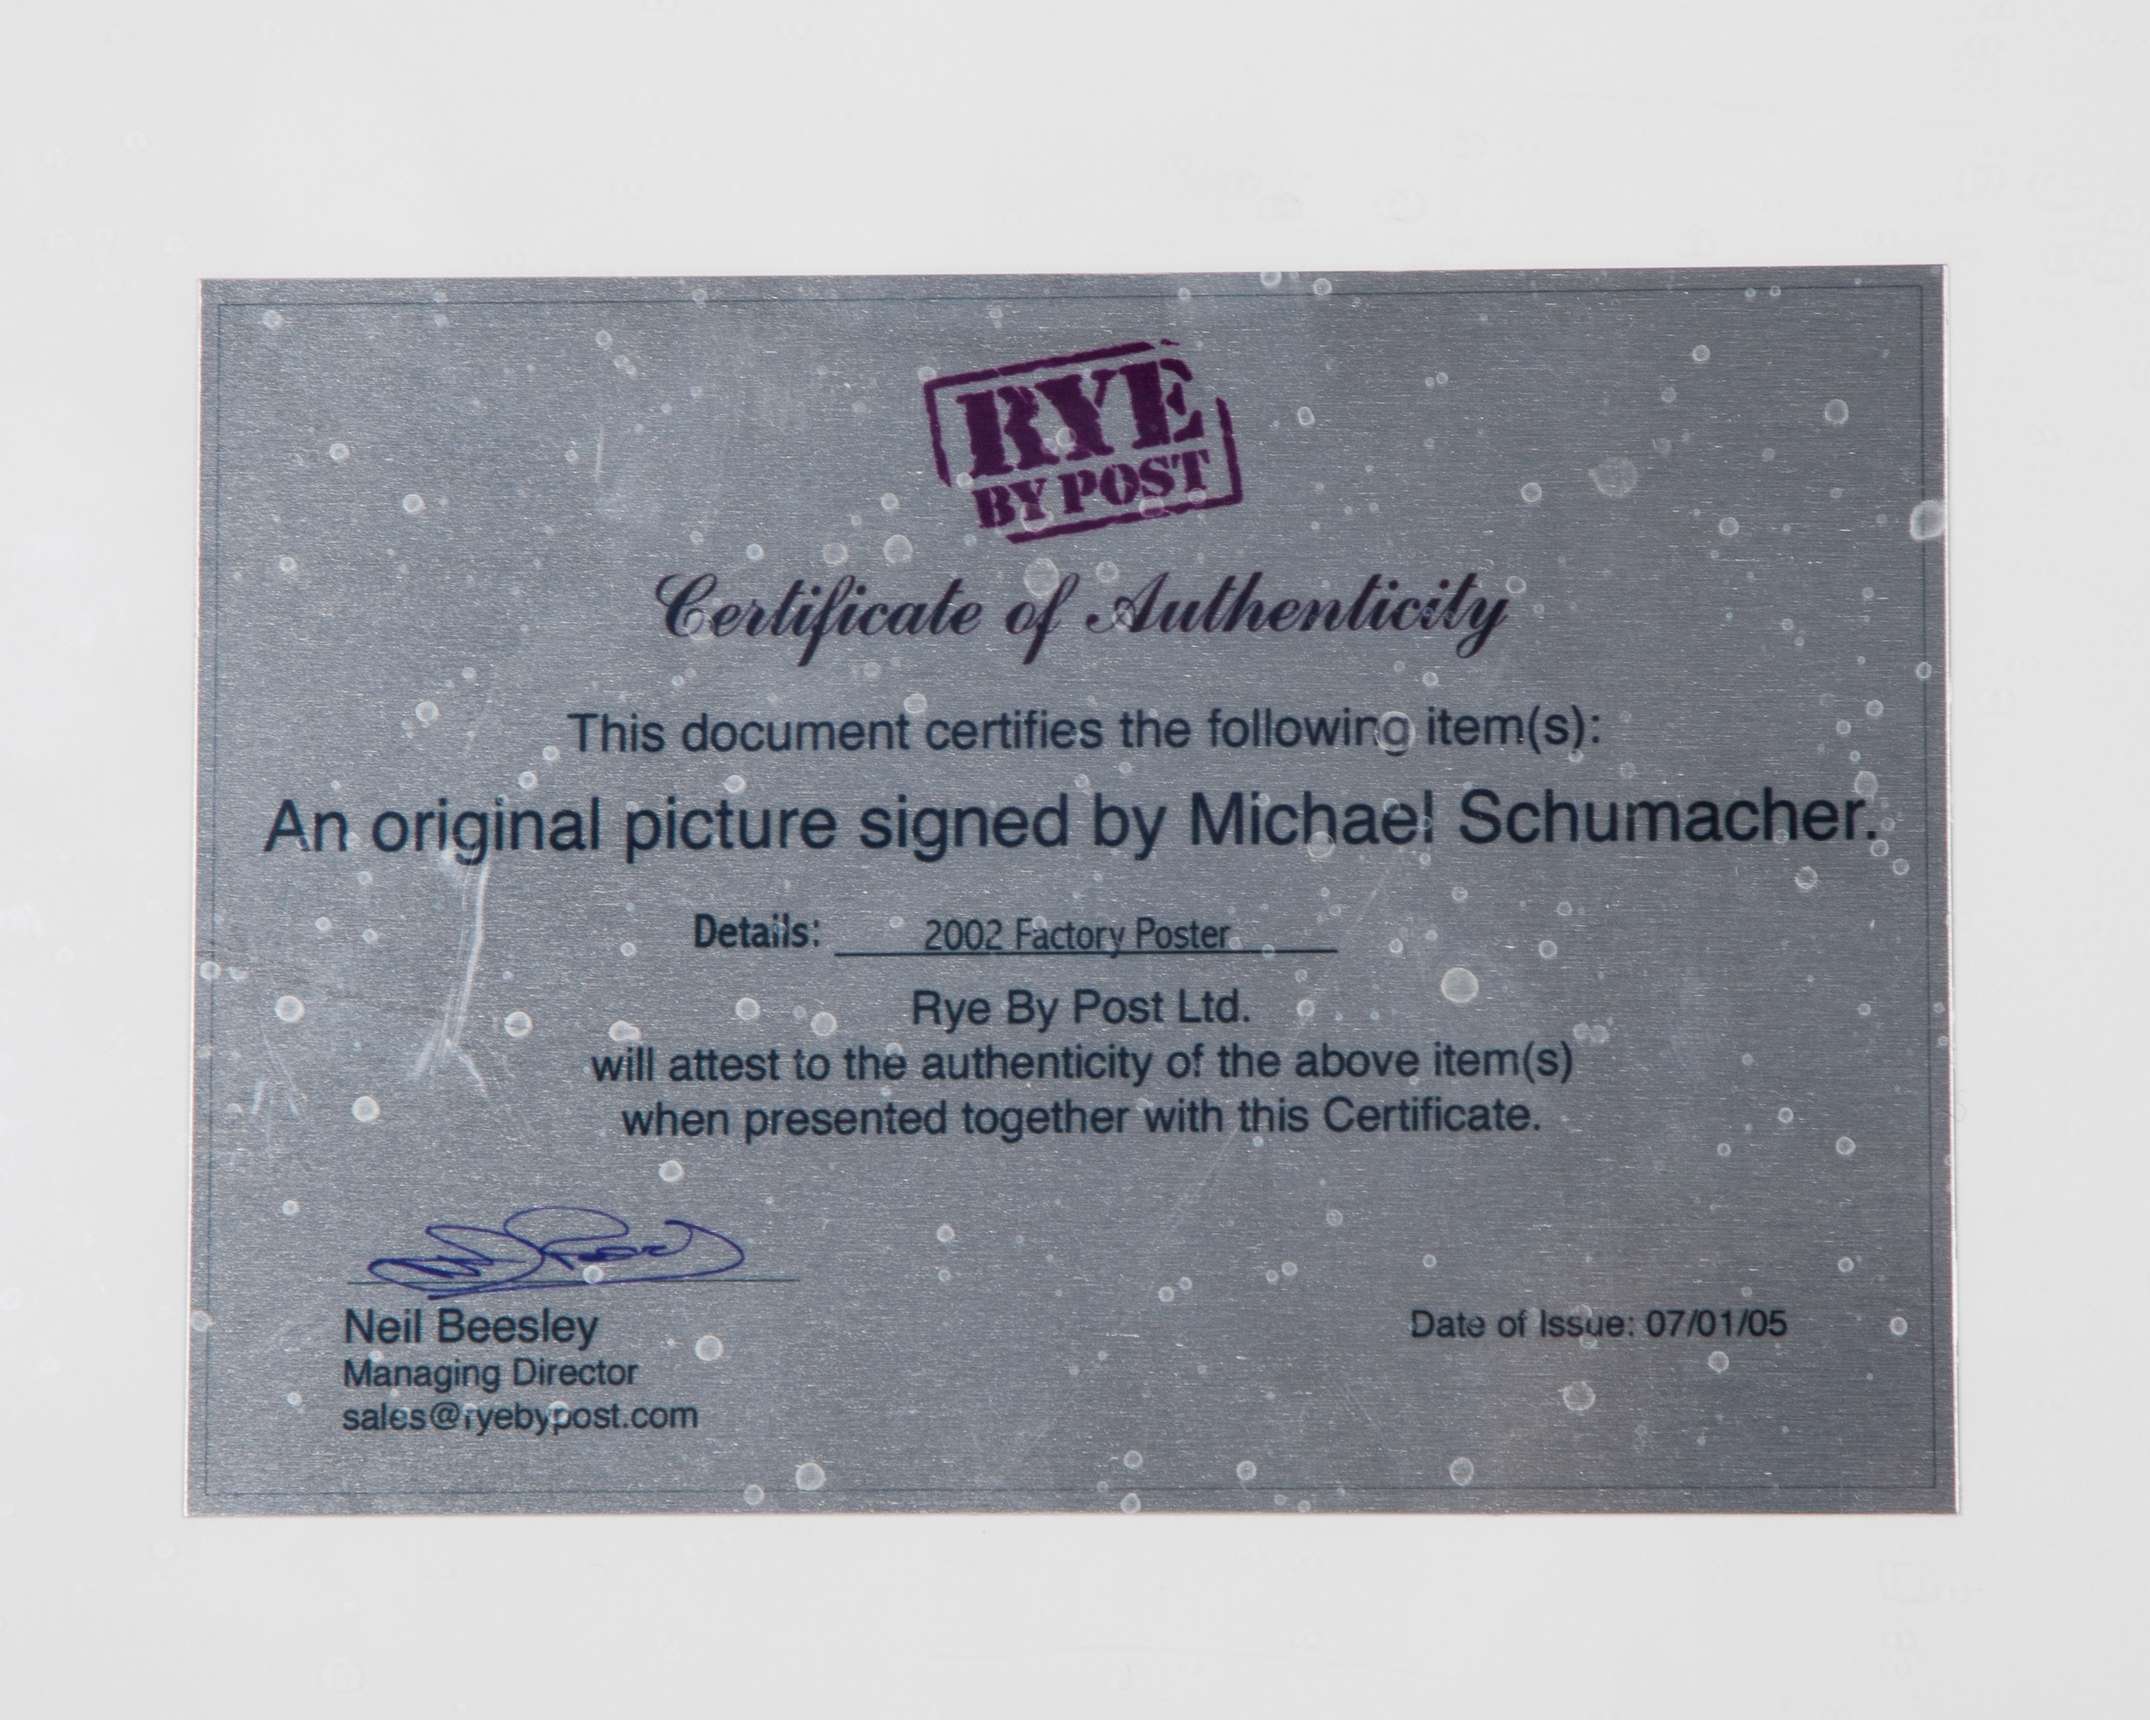 RYE
BY POST
Certificate of Authenticity
This document certifies the following item(s):
An original picture signed by Michael Schumacher.
Details: 2002 Factory Poster
Rye By Post Ltd.
will attest to the authenticity of the above item(s)
when presented together with this Certificate.
Neil Beesley
Managing Director
sales@ryebypost.com
Date of Issue: 07/01/05